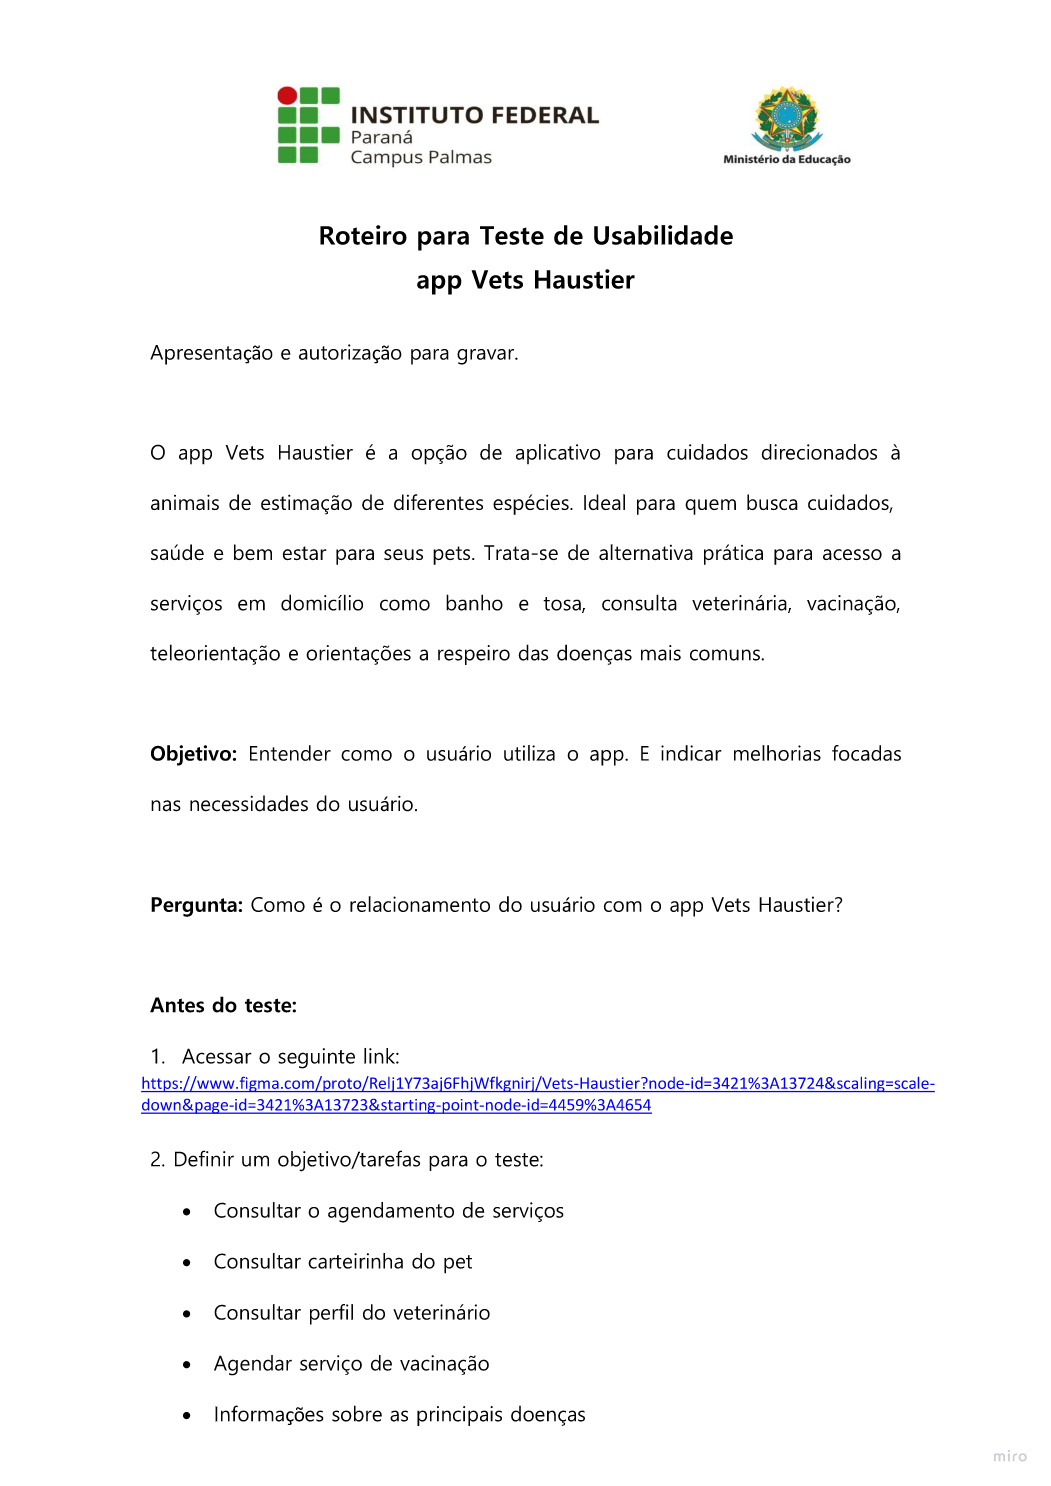 INSTITUTO FEDERAL
Paraná
Campus Palmas
Ministério da Educação
Roteiro para Teste de Usabilidade
app Vets Haustier
Apresentação e autorização para gravar.
O app Vets Haustier é a opção de aplicativo para cuidados direcionados à
animais de estimação de diferentes espécies. Ideal para quem busca cuidados,
saúde e bem estar para seus pets. Trata-se de alternativa prática para acesso a
serviços em domicílio como banho e tosa, consulta veterinária, vacinação,
teleorientação e orientações a respeiro das doenças mais comuns.
Objetivo: Entender como o usuário utiliza o app. E indicar melhorias focadas
nas necessidades do usuário.
Pergunta: Como é o relacionamento do usuário com o app Vets Haustier?
Antes do teste:
1. Acessar o seguinte link:
https://www.figma.com/proto/Relj1Y73aj6FhjWfkgnirj/Vets-Haustier?node-id=3421%3A13724&scaling=scale-
down&page-id=3421%3A13723&starting-point-node-id=4459%3A4654
2. Definir um objetivo/tarefas para o teste:
• Consultar o agendamento de serviços
• Consultar carteirinha do pet
• Consultar perfil do veterinário
• Agendar serviço de vacinação
• Informações sobre as principais doenças
miro